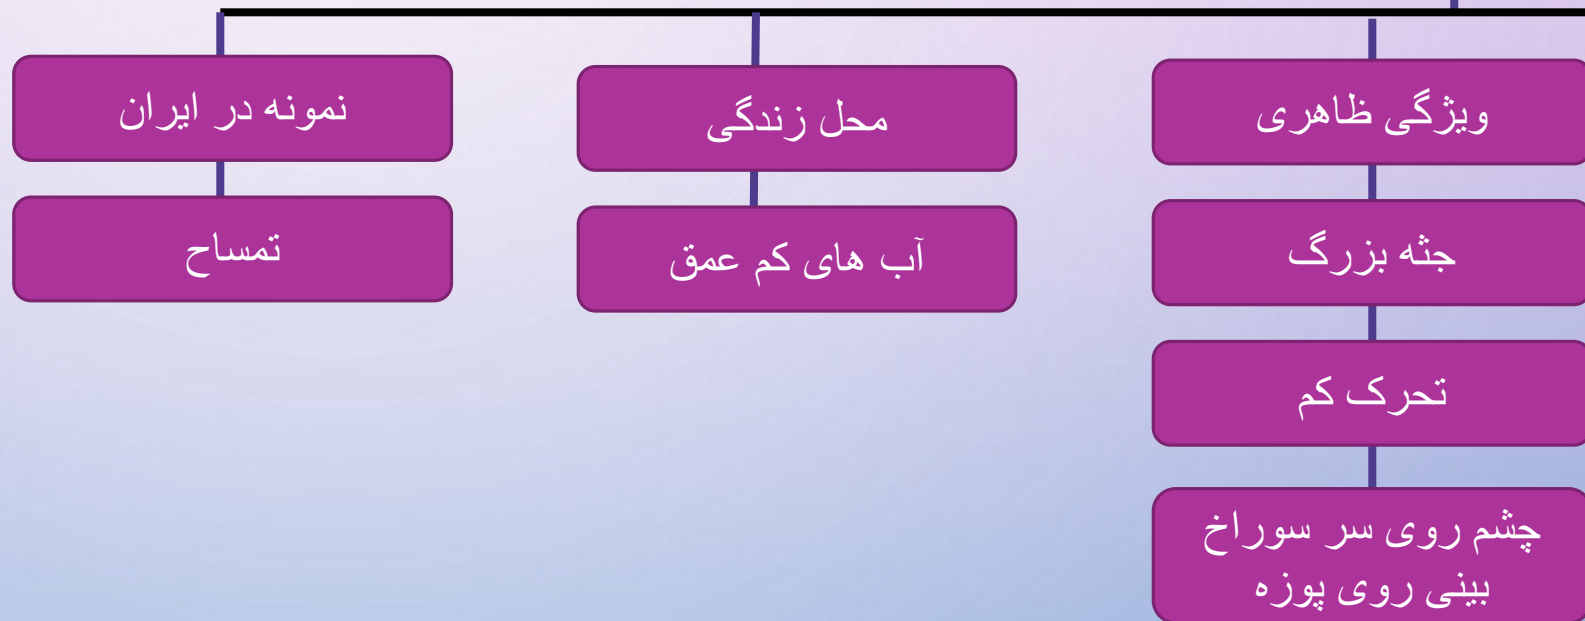 ویژگی ظاهری
جثه بزرگ
تحرک کم
چشم روی سر سوراخ
بینی روی پوزه
محل زندگی
آب های کم عمق
نمونه در ایران
تمساح